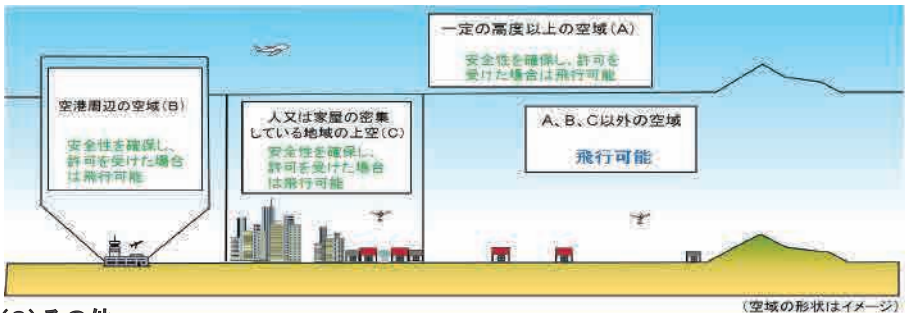 一定の高度以上の空域(A)
安全性を確保し、許可を
受けた場合は飛行可能
空港周辺の空域(B)
安全性を確保し、
許可を受けた場合
は飛行可能
人又は家屋の密集
している地域の上空(C)
安全性を確保し、
許可を受けた場合
は飛行可能
A、B、C以外の空域
飛行可能
(空域の形状はイメージ)